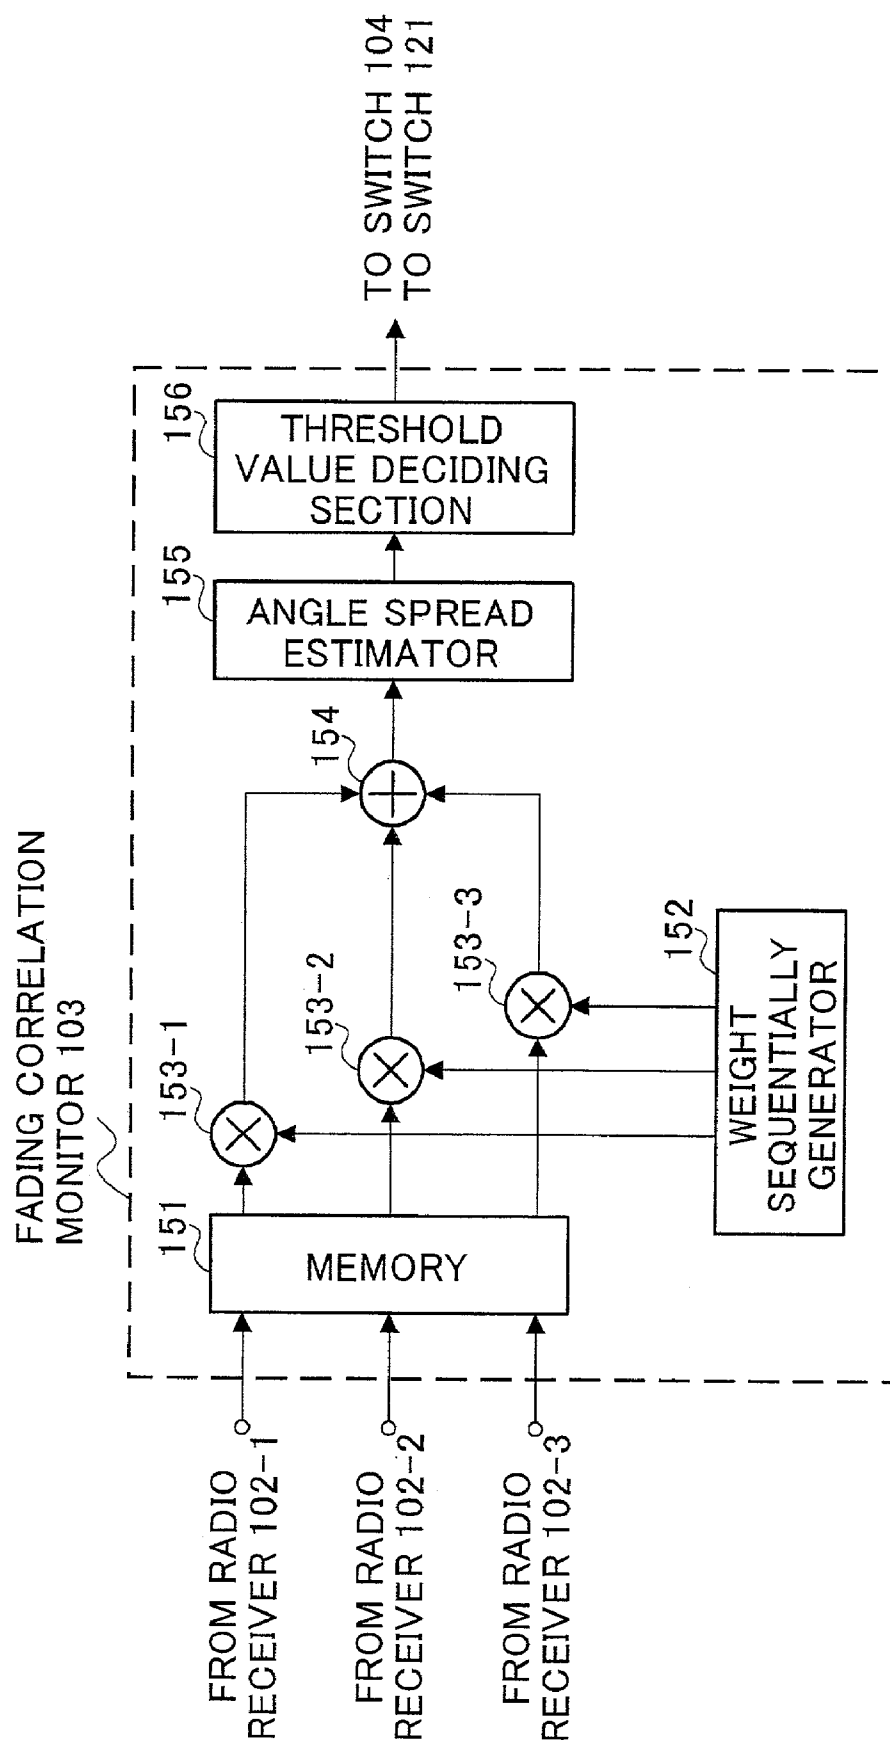 FADING CORRELATION
MONITOR 103
FROM RADIO
RECEIVER 102-1
FROM RADIO
RECEIVER 102-2
FROM RADIO
RECEIVER 102-3
151
MEMORY
153-1
153-2
153-3
152
WEIGHT
SEQUENTIALLY
GENERATOR
154
155
ANGLE SPREAD
ESTIMATOR
156
THRESHOLD
VALUE DECIDING
SECTION
TO SWITCH 104
TO SWITCH 121